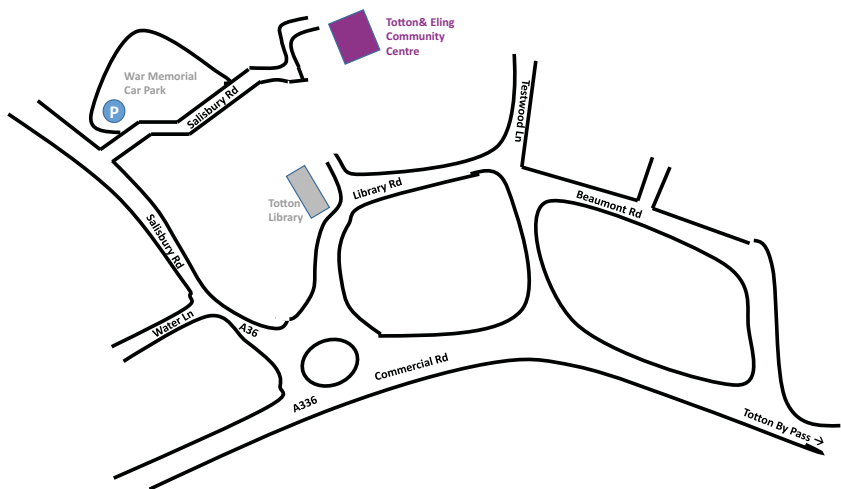 Totton& Eling
Community
Centre
War Memorial
Car Park
P
Salisbury Rd
Testwood Ln
Library Rd
Totton
Library
Beaumont Rd
Salisbury Rd
Water Ln
A36
Commercial Rd
A336
Totton By Pass →